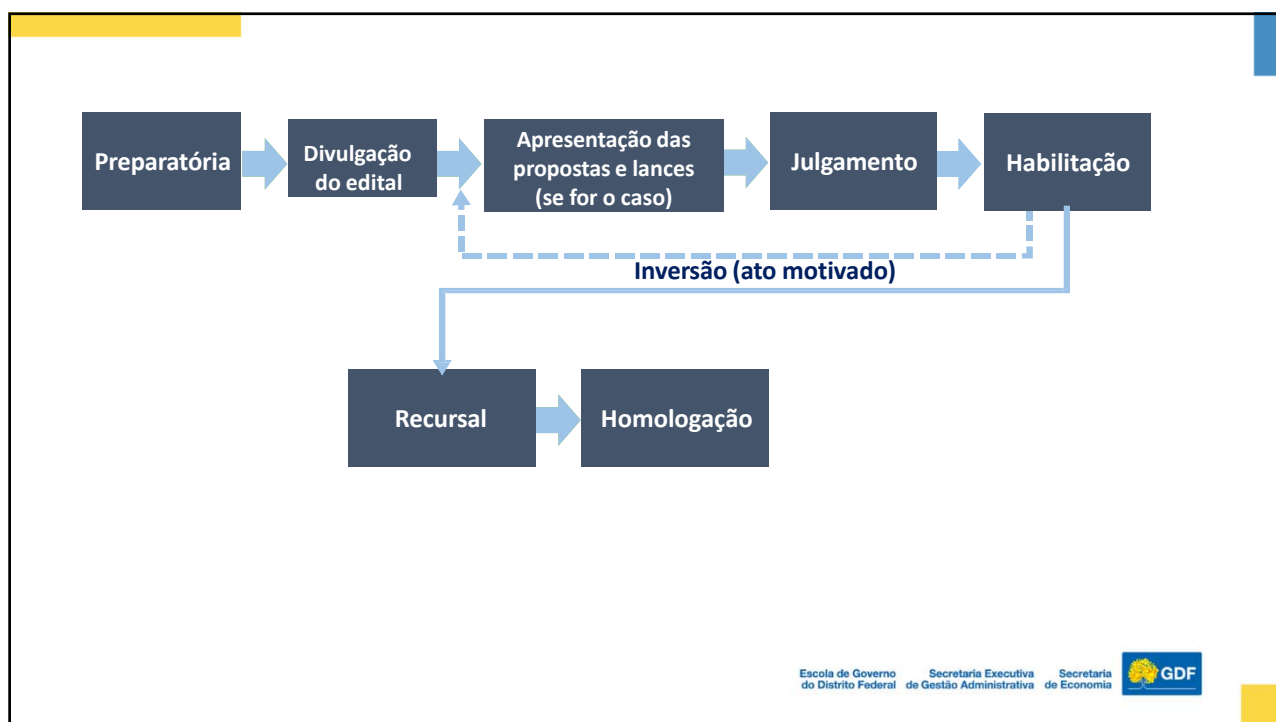 Preparatória
Divulgação
do edital
Apresentação das
propostas e lances
(se for o caso)
Julgamento
Habilitação
Inversão (ato motivado)
Recursal
Homologação
Escola de Governo
do Distrito Federal
Secretaria Executiva
de Gestão Administrativa
Secretaria
de Economia
GDF